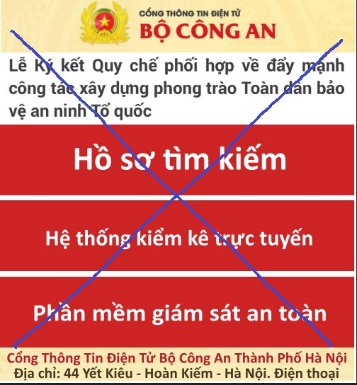 CỔNG THÔNG TIN ĐIỆN TỬ
BỘ CÔNG AN
Lễ Ký kết Quy chế phối hợp về đẩy mạnh
công tác xây dựng phong trào Toàn dân bảo
vệ an ninh Tổ quốc
Hồ sơ tìm kiếm
Hệ thống kiểm kê trực tuyến
Phần mềm giám sát an toàn
Cổng Thông Tin Điện Tử Bộ Công An Thành Phố Hà Nội
Địa chỉ: 44 Yết Kiêu - Hoàn Kiếm - Hà Nội. Điện thoại